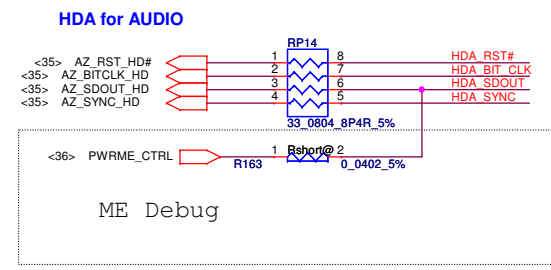 HDA for AUDIO
RP14
<35> AZ_RST_HD# 1 8 HDA_RST#
<35> AZ_BITCLK_HD 2 7 HDA_BIT_CLK
<35> AZ_SDOUT_HD 3 6 HDA_SDOUT
<35> AZ_SYNC_HD 4 5 HDA_SYNC
33_0804_8P4R_5%
<36> PWRME_CTRL 1 Rshort@ 2
R163 0_0402_5%
ME Debug